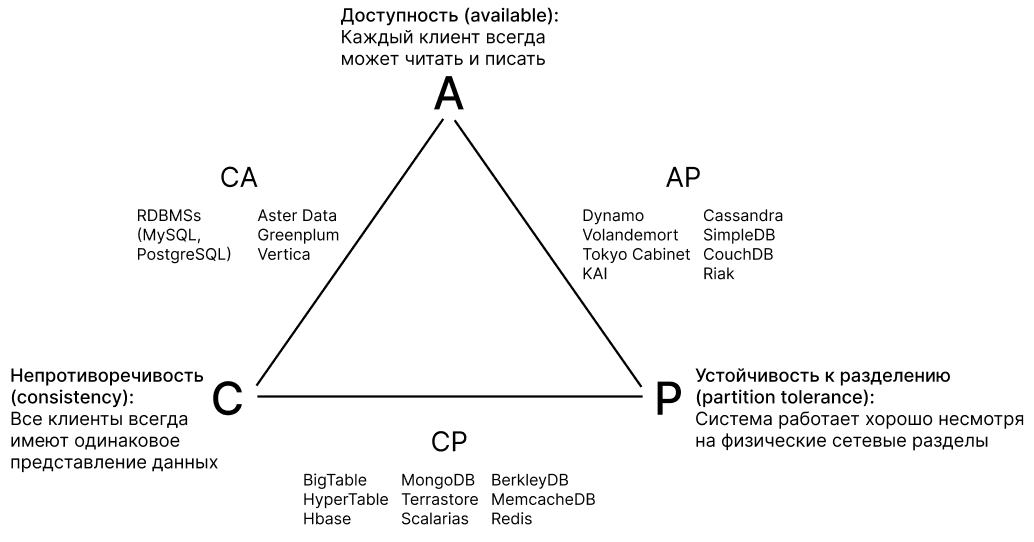 Доступность (available):
Каждый клиент всегда
может читать и писать
A
CA
RDBMSs
(MySQL,
PostgreSQL)
Aster Data
Greenplum
Vertica
AP
Dynamo
Volandemort
Tokyo Cabinet
KAI
Cassandra
SimpleDB
CouchDB
Riak
Непротиворечивость
(consistency):
Все клиенты всегда
имеют одинаковое
представление данных
C
P
Устойчивость к разделению
(partition tolerance):
Система работает хорошо несмотря
на физические сетевые разделы
CP
BigTable
HyperTable
Hbase
MongoDB
Terrastore
Scalarias
BerkleyDB
MemcacheDB
Redis